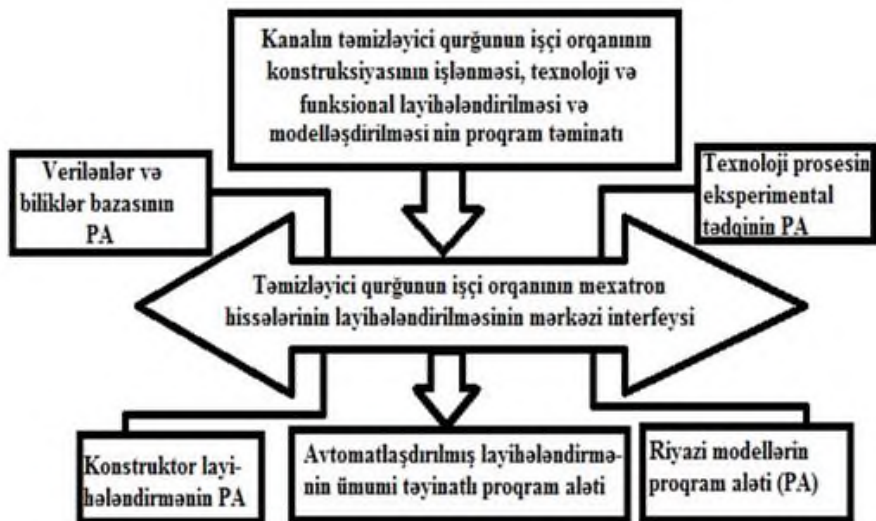 Kanalın təmizləyici qurğunun işçi orqanının
konstruksiyasının işlənməsi, texnoloji və
funksional layihələndirilməsi və
modelləşdirilməsi nin proqram təminatı
Verilənlər və
biliklər bazasının
PA
Texnoloji prosesin
eksperimental
tədqinin PA
Təmizləyici qurğunun işçi orqanının mexatron
hissələrinin layihələndirilməsinin mərkəzi interfeysi
Konstruktor layi-
hələndirmənin PA
Avtomatlaşdırılmış layihələndirmə-
nin ümumi təyinatlı proqram aləti
Riyazi modellərin
proqram aləti (PA)